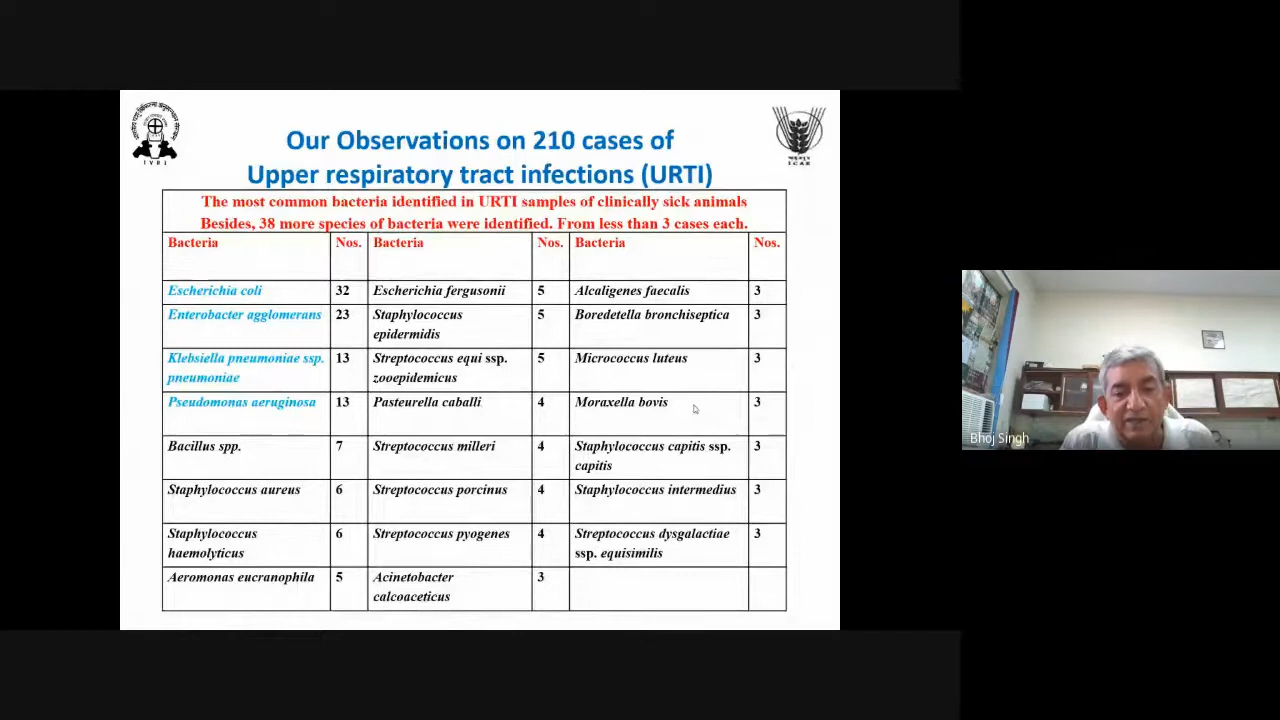 Our Observations on 210 cases of
Upper respiratory tract infections (URTI)
The most common bacteria identified in URTI samples of clinically sick animals
Besides, 38 more species of bacteria were identified. From less than 3 cases each.
Bacteria Nos. Bacteria Nos. Bacteria Nos.
Escherichia coli 32 Escherichia fergusonii 5 Alcaligenes faecalis 3
Enterobacter agglomerans 23 Staphylococcus 5 Boredetella bronchiseptica 3
epidermidis
Klebsiella pneumoniae ssp. 13 Streptococcus equi ssp. 5 Micrococcus luteus 3
pneumoniae zooepidemicus
Pseudomonas aeruginosa 13 Pasteurella caballi 4 Moraxella bovis 3
Bacillus spp. 7 Streptococcus milleri 4 Staphylococcus capitis ssp. 3
capitis
Staphylococcus aureus 6 Streptococcus porcinus 4 Staphylococcus intermedius 3
Staphylococcus 6 Streptococcus pyogenes 4 Streptococcus dysgalactiae 3
haemolyticus ssp. equisimilis
Aeromonas eucranophila 5 Acinetobacter 3
calcoaceticus
IVRI
ICAR
Bhoj Singh